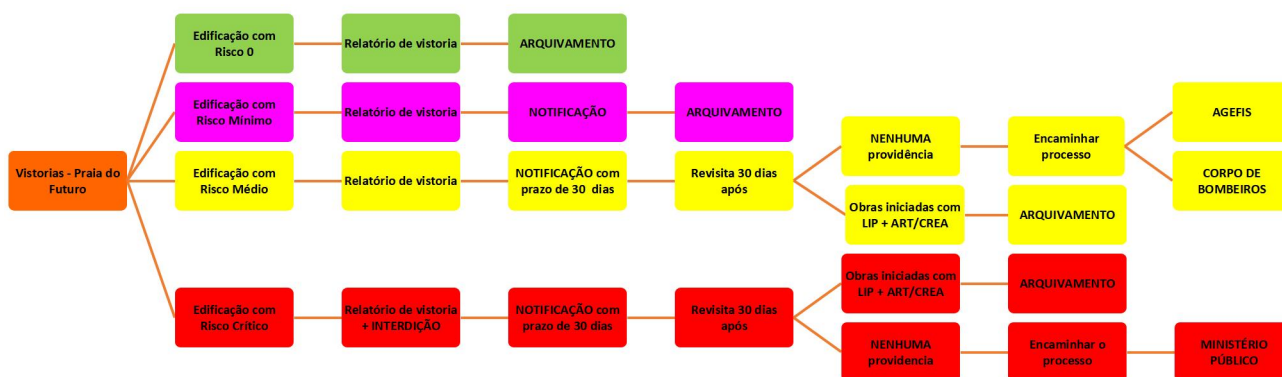 Edificação com
Risco 0
Relatório de vistoria
ARQUIVAMENTO
Edificação com
Risco Mínimo
Relatório de vistoria
NOTIFICAÇÃO
ARQUIVAMENTO
Vistorias - Praia do
Futuro
Edificação com
Risco Médio
Relatório de vistoria
NOTIFICAÇÃO com
prazo de 30 dias
Revisita 30 dias
após
NENHUMA
providência
Encaminhar
processo
AGEFIS
CORPO DE
BOMBEIROS
Obras iniciadas com
LIP + ART/CREA
ARQUIVAMENTO
Edificação com
Risco Crítico
Relatório de vistoria
+ INTERDIÇÃO
NOTIFICAÇÃO com
prazo de 30 dias
Revisita 30 dias
após
Obras iniciadas com
LIP + ART/CREA
ARQUIVAMENTO
NENHUMA
providencia
Encaminhar o
processo
MINISTÉRIO
PÚBLICO